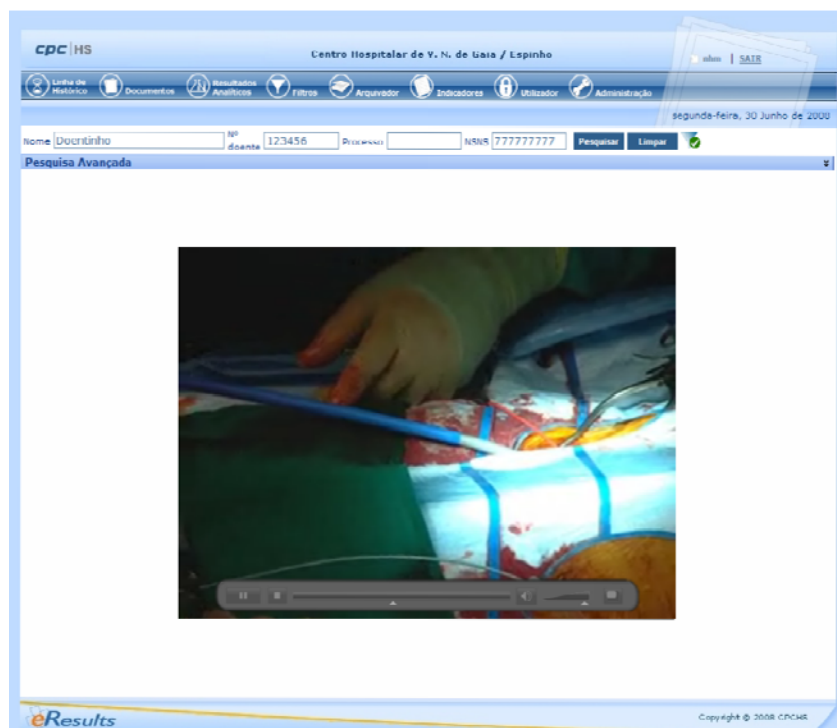 cpc HS
Centro Hospitalar de V. N. de Gaia / Espinho
nhm | SAIR
Linha de Histórico Documentos Resultados Analíticos Filtros Arquivador Indicadores Utilizador Administração
segunda-feira, 30 Junho de 2008
Nome Doentinho Nº doente 123456 Processo NSNS 777777777 Pesquisar Limpar
Pesquisa Avançada
eResults
Copyright © 2008 CPCHS